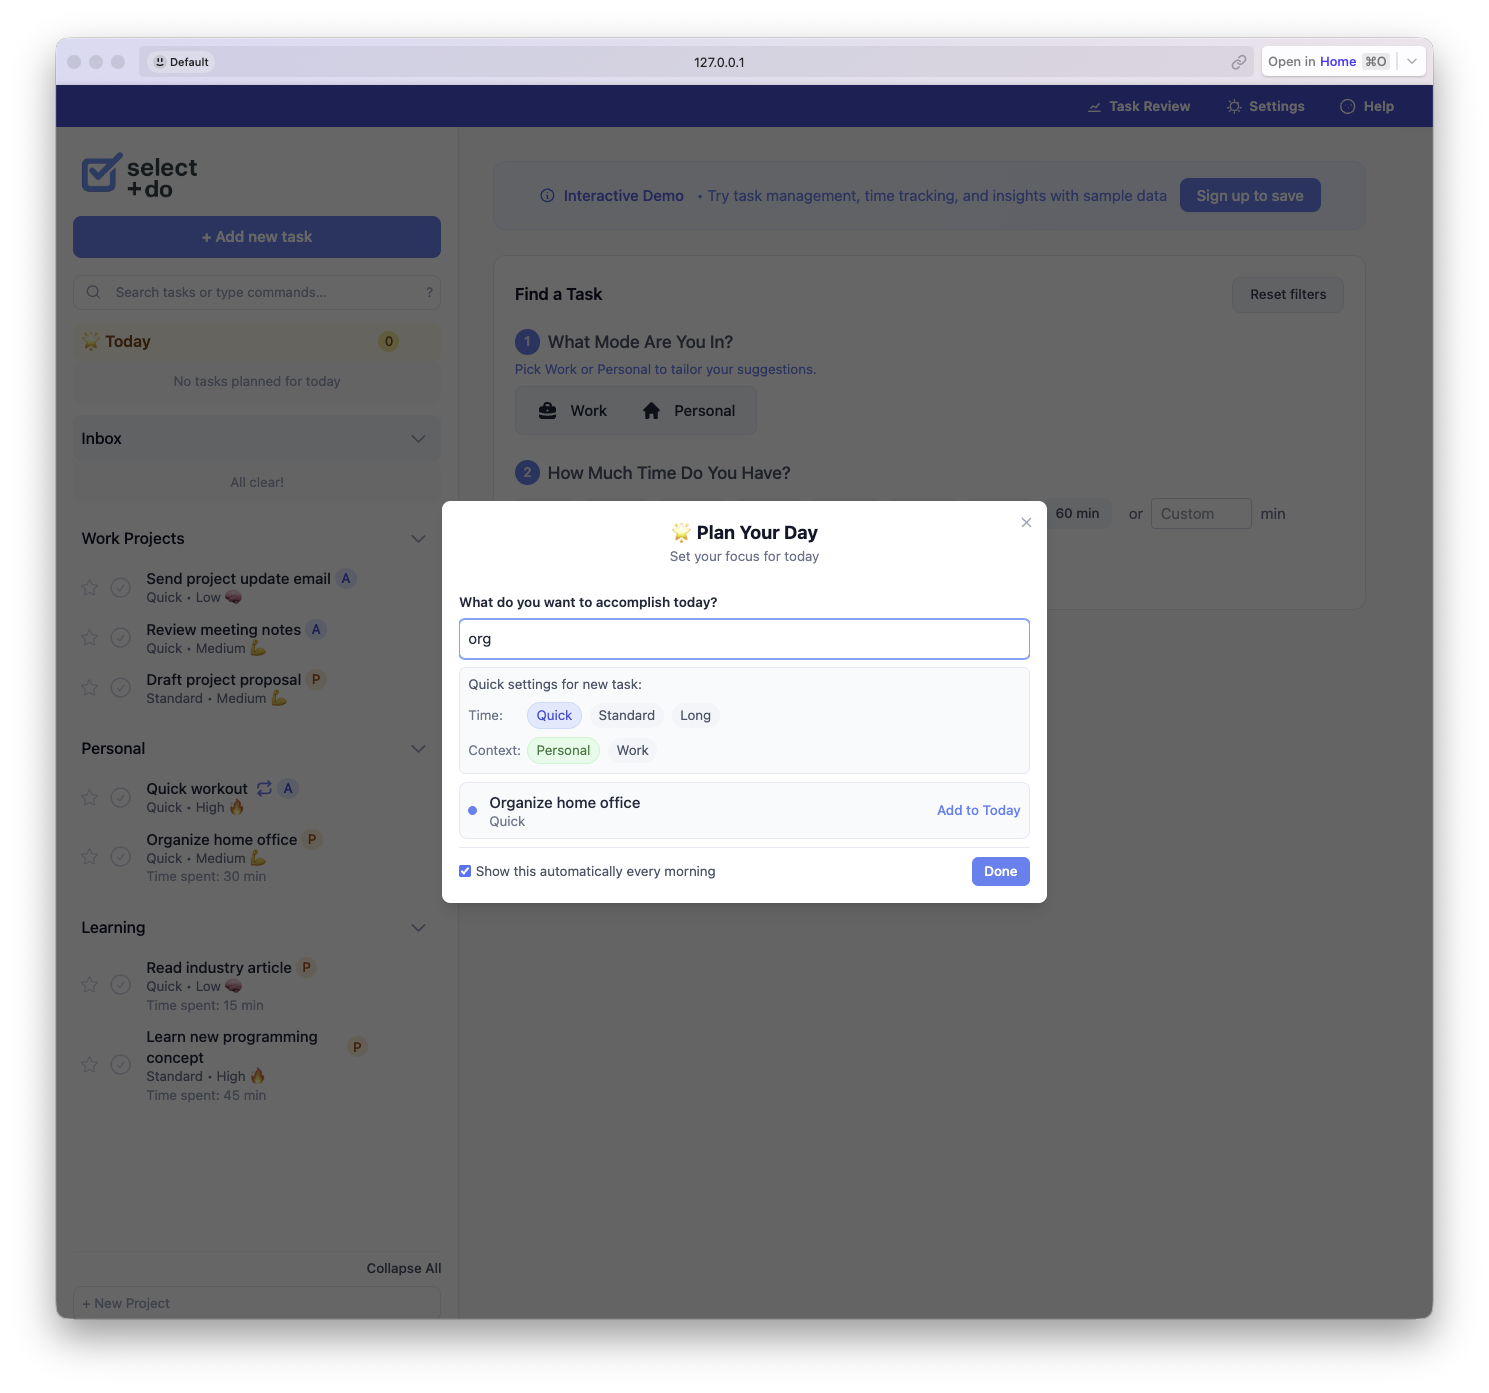 Default
127.0.0.1
Open in Home ⌘O
Task Review
Settings
Help
select
+do
+ Add new task
Search tasks or type commands...
?
🌟 Today
0
No tasks planned for today
Inbox
All clear!
Work Projects
Send project update email A
Quick • Low 🧠
Review meeting notes A
Quick • Medium 💪
Draft project proposal P
Standard • Medium 💪
Personal
Quick workout A
Quick • High 🔥
Organize home office P
Quick • Medium 💪
Time spent: 30 min
Learning
Read industry article P
Quick • Low 🧠
Time spent: 15 min
Learn new programming
concept
P
Standard • High 🔥
Time spent: 45 min
Collapse All
+ New Project
Interactive Demo • Try task management, time tracking, and insights with sample data
Sign up to save
Find a Task
Reset filters
1 What Mode Are You In?
Pick Work or Personal to tailor your suggestions.
Work
Personal
2 How Much Time Do You Have?
60 min or Custom min
🌟 Plan Your Day
Set your focus for today
What do you want to accomplish today?
org
Quick settings for new task:
Time: Quick Standard Long
Context: Personal Work
Organize home office
Quick
Add to Today
Show this automatically every morning
Done